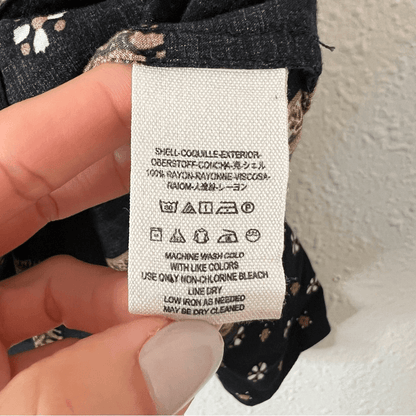 SHELL-COQUILLE-EXTERIOR-
OBERSTOFF-CONCHA-壳-シェル
100% RAYON-RAYONNE-VISCOSA-
RAIOM-人造丝-レーヨン
MACHINE WASH COLD
WITH LIKE COLORS
USE ONLY NON-CHLORINE BLEACH
LINE DRY
LOW IRON AS NEEDED
MAY BE DRY CLEANED